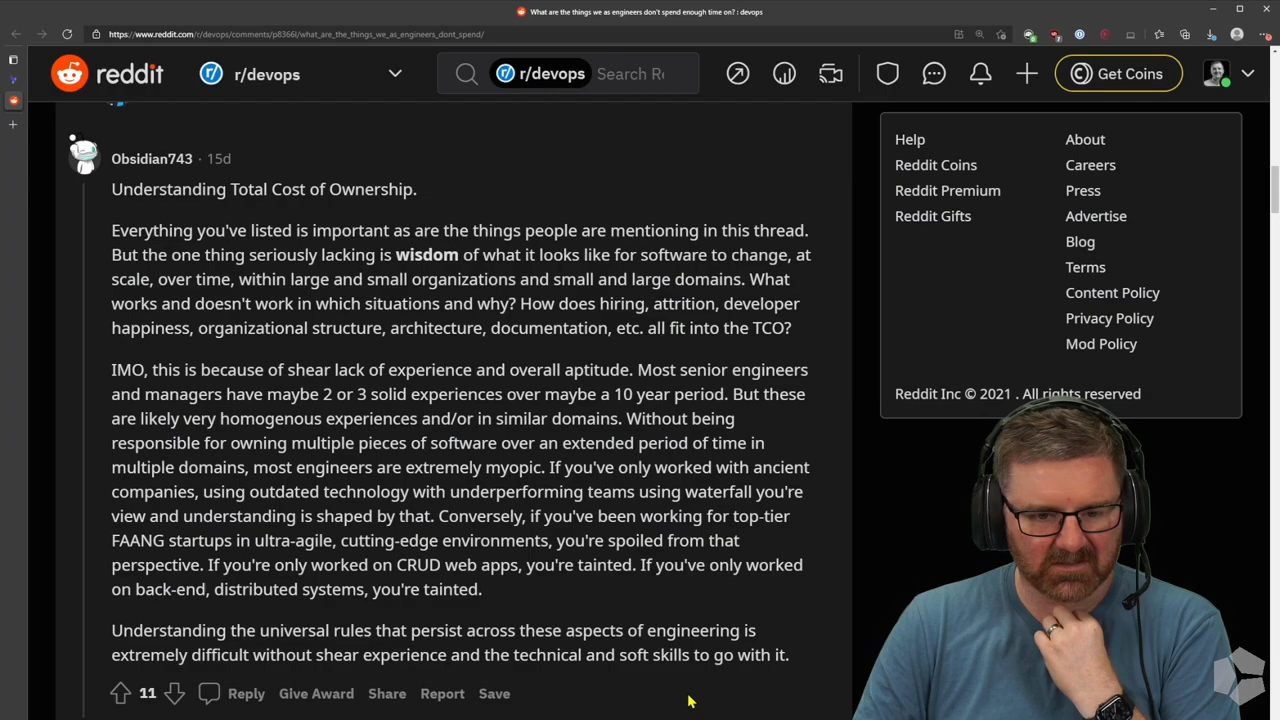 What are the things we as engineers don't spend enough time on? : devops
https://www.reddit.com/r/devops/comments/p8366l/what_are_the_things_we_as_engineers_dont_spend/
reddit
r/devops
r/devops
Search Re
Get Coins
Obsidian743 · 15d
Understanding Total Cost of Ownership.
Everything you've listed is important as are the things people are mentioning in this thread.
But the one thing seriously lacking is wisdom of what it looks like for software to change, at
scale, over time, within large and small organizations and small and large domains. What
works and doesn't work in which situations and why? How does hiring, attrition, developer
happiness, organizational structure, architecture, documentation, etc. all fit into the TCO?
IMO, this is because of shear lack of experience and overall aptitude. Most senior engineers
and managers have maybe 2 or 3 solid experiences over maybe a 10 year period. But these
are likely very homogenous experiences and/or in similar domains. Without being
responsible for owning multiple pieces of software over an extended period of time in
multiple domains, most engineers are extremely myopic. If you've only worked with ancient
companies, using outdated technology with underperforming teams using waterfall you're
view and understanding is shaped by that. Conversely, if you've been working for top-tier
FAANG startups in ultra-agile, cutting-edge environments, you're spoiled from that
perspective. If you're only worked on CRUD web apps, you're tainted. If you've only worked
on back-end, distributed systems, you're tainted.
Understanding the universal rules that persist across these aspects of engineering is
extremely difficult without shear experience and the technical and soft skills to go with it.
11
Reply
Give Award
Share
Report
Save
Help
Reddit Coins
Reddit Premium
Reddit Gifts
About
Careers
Press
Advertise
Blog
Terms
Content Policy
Privacy Policy
Mod Policy
Reddit Inc © 2021 . All rights reserved